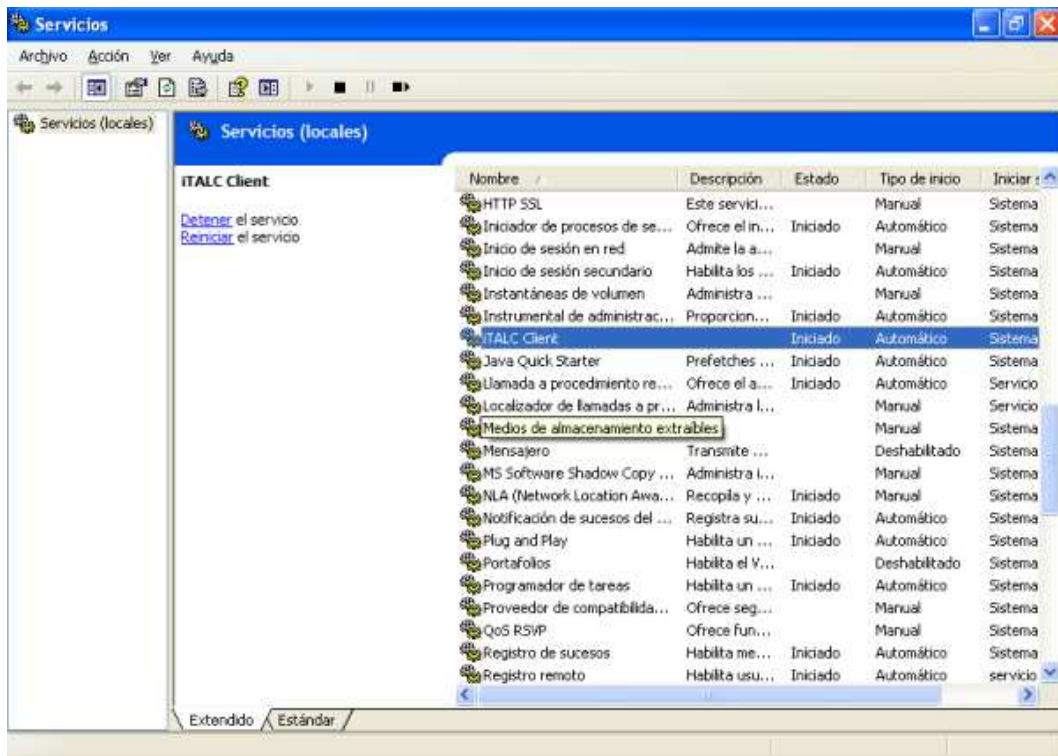 Servicios
Archivo Acción Ver Ayuda
Servicios (locales)
Servicios (locales)
iTALC Client
Detener el servicio
Reiniciar el servicio
Nombre Descripción Estado Tipo de inicio Iniciar s
HTTP SSL Este servici... Manual Sistema
Iniciador de procesos de se... Ofrece el in... Iniciado Automático Sistema
Inicio de sesión en red Admite la a... Manual Sistema
Inicio de sesión secundario Habilita los ... Iniciado Automático Sistema
Instantáneas de volumen Administra ... Manual Sistema
Instrumental de administrac... Proporcion... Iniciado Automático Sistema
iTALC Client Iniciado Automático Sistema
Java Quick Starter Prefetches ... Iniciado Automático Sistema
Llamada a procedimiento re... Ofrece el a... Iniciado Automático Servicio
Localizador de llamadas a pr... Administra l... Manual Servicio
Medios de almacenamiento extraíbles Manual Sistema
Mensajero Transmite ... Deshabilitado Sistema
MS Software Shadow Copy ... Administra i... Manual Sistema
NLA (Network Location Awa... Recopila y ... Iniciado Manual Sistema
Notificación de sucesos del ... Registra su... Iniciado Automático Sistema
Plug and Play Habilita un ... Iniciado Automático Sistema
Portafolios Habilita el V... Deshabilitado Sistema
Programador de tareas Habilita un ... Iniciado Automático Sistema
Proveedor de compatibilida... Ofrece seg... Manual Sistema
QoS RSVP Ofrece fun... Manual Sistema
Registro de sucesos Habilita me... Iniciado Automático Sistema
Registro remoto Habilita usu... Iniciado Automático servicio
Extendido Estándar